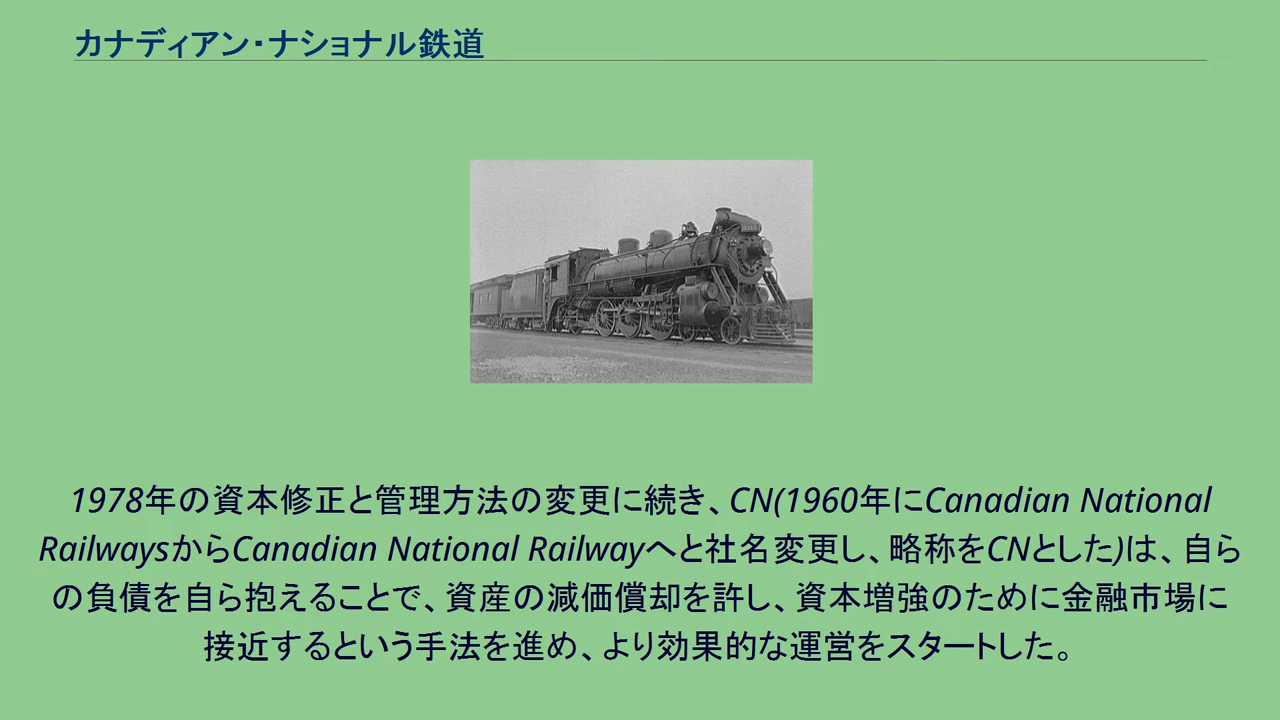 カナディアン・ナショナル鉄道
1978年の資本修正と管理方法の変更に続き、CN(1960年にCanadian National
RailwaysからCanadian National Railwayへと社名変更し、略称をCNとした)は、自ら
の負債を自ら抱えることで、資産の減価償却を許し、資本増強のために金融市場に
接近するという手法を進め、より効果的な運営をスタートした。